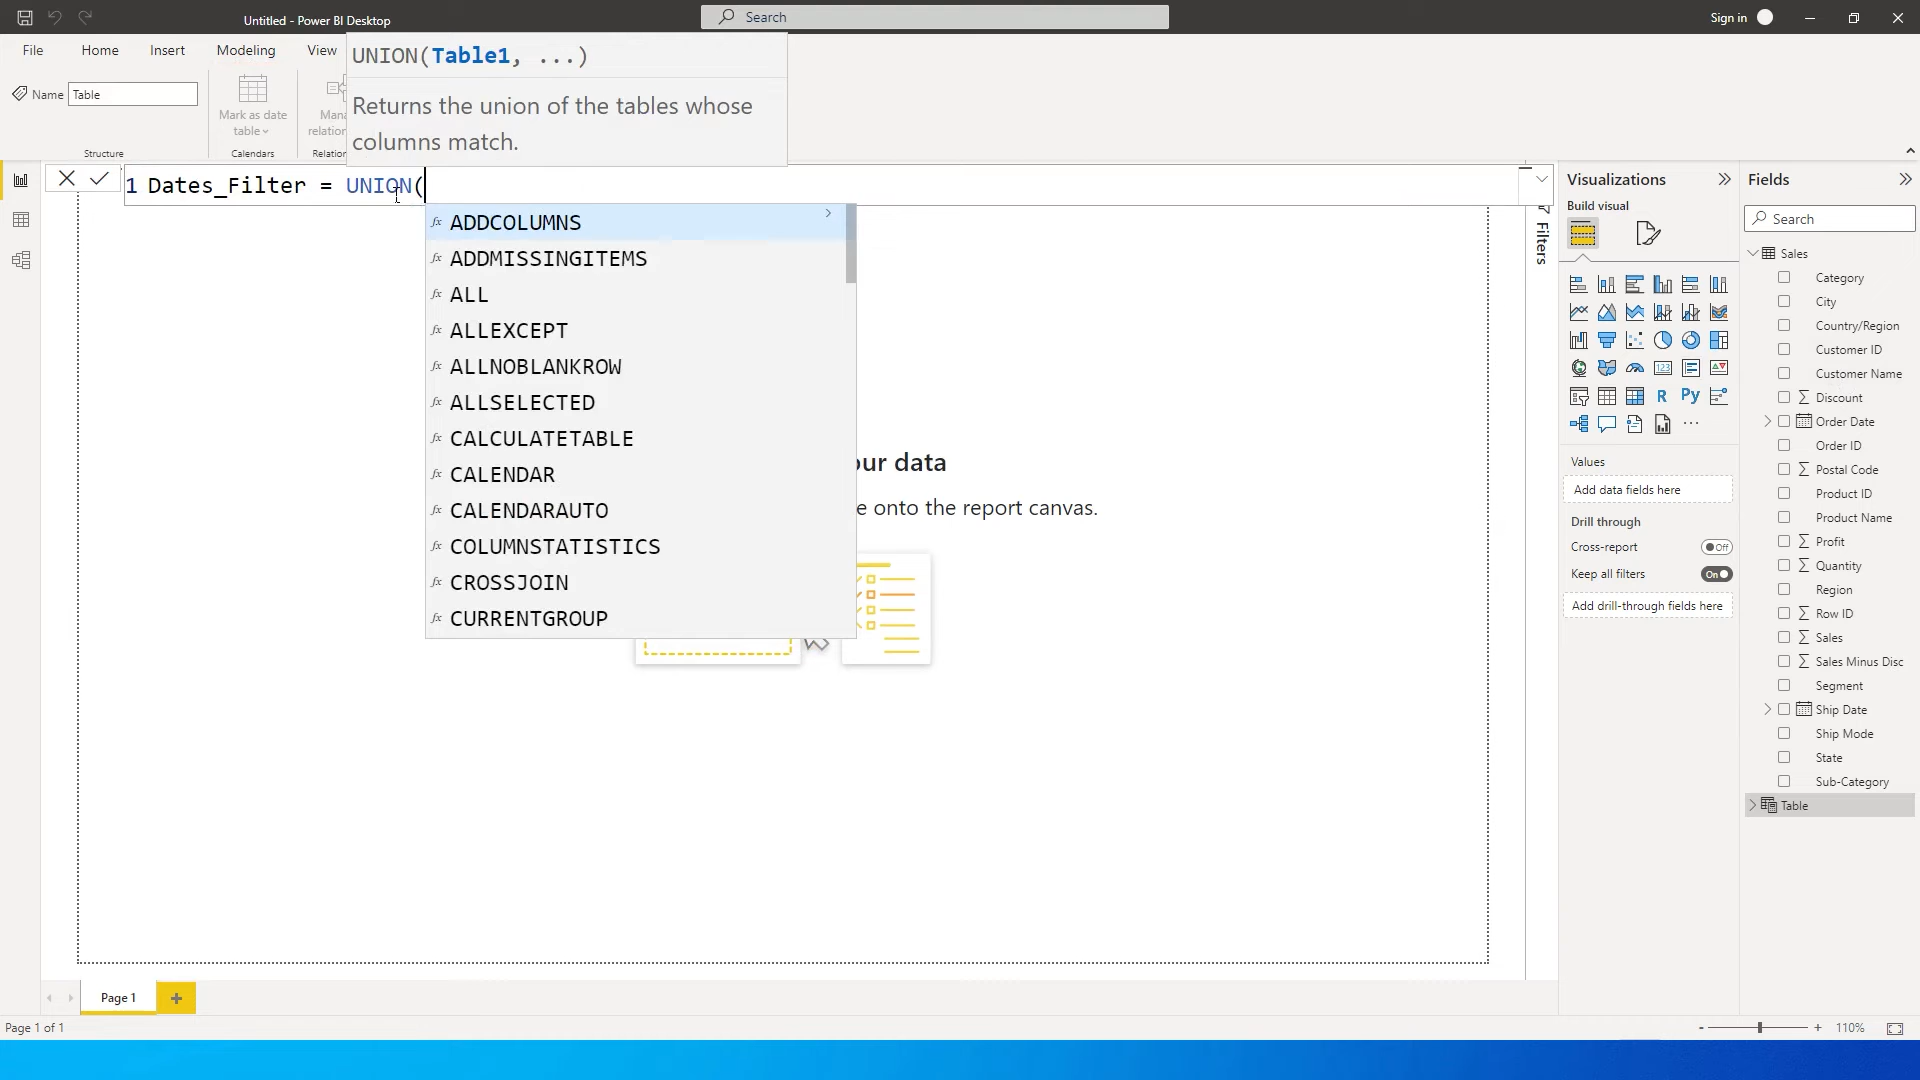 Untitled - Power BI Desktop
Search
Sign in
File
Home
Insert
Modeling
View
UNION(Table1, ...)
Returns the union of the tables whose
columns match.
Name
Table
Mark as date
table
Mana
relation
Structure
Calendars
Relation
1 Dates_Filter = UNION(
ADDCOLUMNS
ADDMISSINGITEMS
ALL
ALLEXCEPT
ALLNOBLANKROW
ALLSELECTED
CALCULATETABLE
CALENDAR
CALENDARAUTO
COLUMNSTATISTICS
CROSSJOIN
CURRENTGROUP
our data
e onto the report canvas.
Filters
Visualizations
Build visual
123
R
Py
Values
Add data fields here
Drill through
Cross-report
Off
Keep all filters
On
Add drill-through fields here
Fields
Search
Sales
Category
City
Country/Region
Customer ID
Customer Name
Discount
Order Date
Order ID
Postal Code
Product ID
Product Name
Profit
Quantity
Region
Row ID
Sales
Sales Minus Disc
Segment
Ship Date
Ship Mode
State
Sub-Category
Table
Page 1
Page 1 of 1
- + 110%